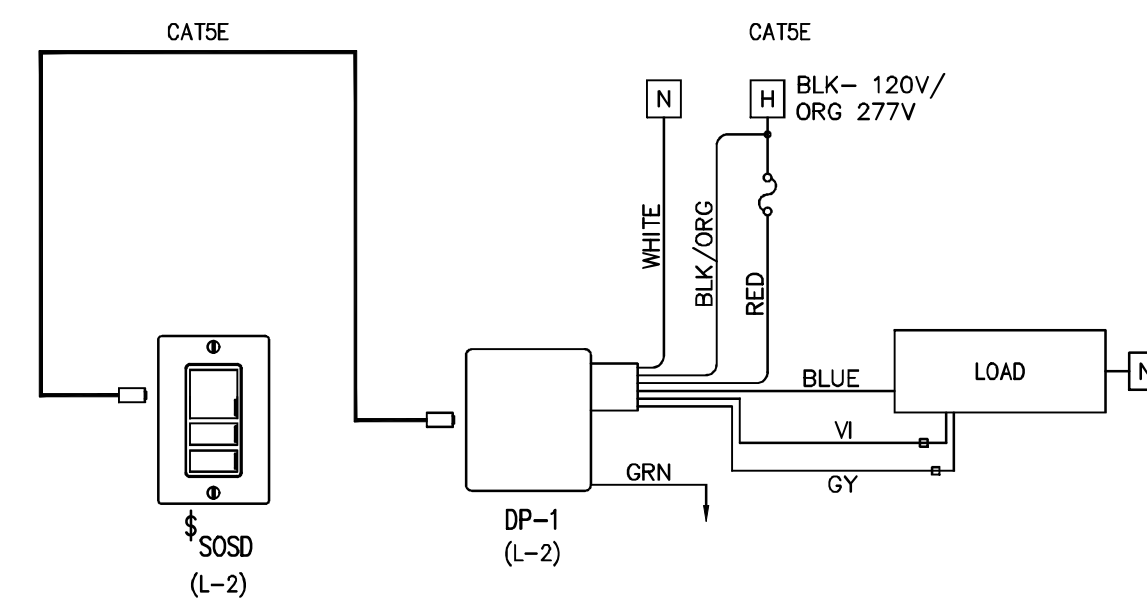 CAT5E
CAT5E
N
H
BLK- 120V/
ORG 277V
WHITE
BLK/ORG
RED
BLUE
LOAD
N
VI
GY
GRN
DP-1
(L-2)
$
SOSD
(L-2)